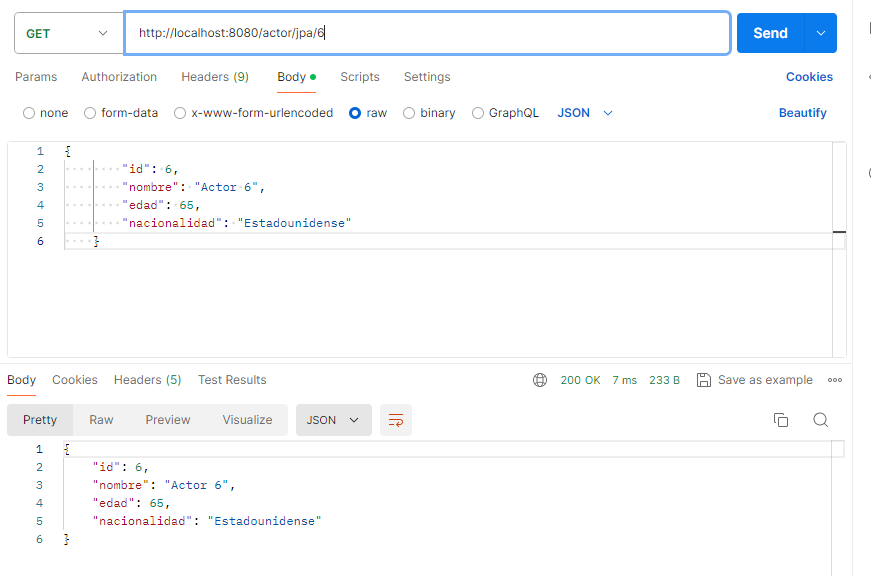 GET http://localhost:8080/actor/jpa/6 Send
Params Authorization Headers (9) Body Scripts Settings Cookies
none form-data x-www-form-urlencoded raw binary GraphQL JSON Beautify
1 {
2 "id": 6,
3 "nombre": "Actor 6",
4 "edad": 65,
5 "nacionalidad": "Estadounidense"
6 }
Body Cookies Headers (5) Test Results 200 OK 7 ms 233 B Save as example
Pretty Raw Preview Visualize JSON
1 {
2 "id": 6,
3 "nombre": "Actor 6",
4 "edad": 65,
5 "nacionalidad": "Estadounidense"
6 }